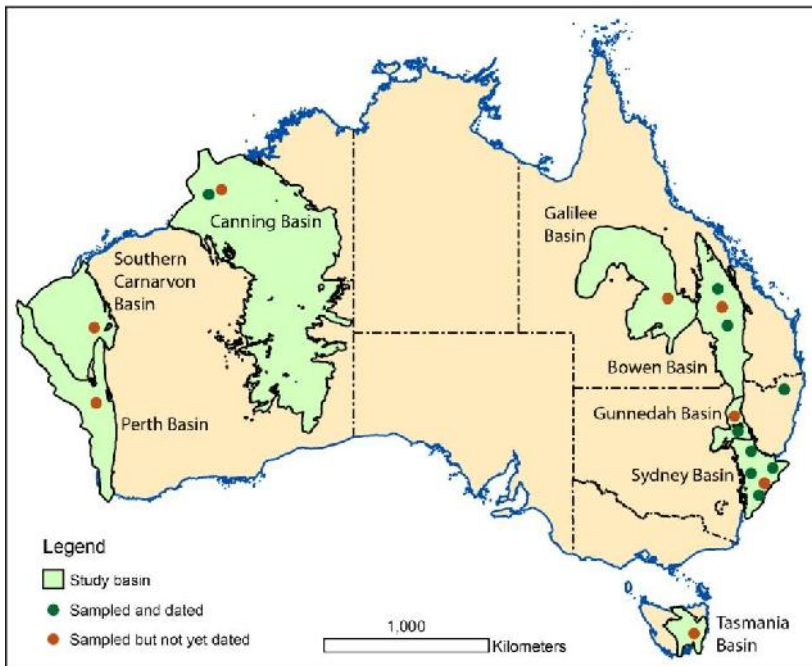 Canning Basin
Galilee
Basin
Southern
Carnarvon
Basin
Bowen Basin
Perth Basin
Gunnedah Basin
Sydney Basin
Legend
Study basin
Sampled and dated
Sampled but not yet dated
1,000
Kilometers
Tasmania
Basin